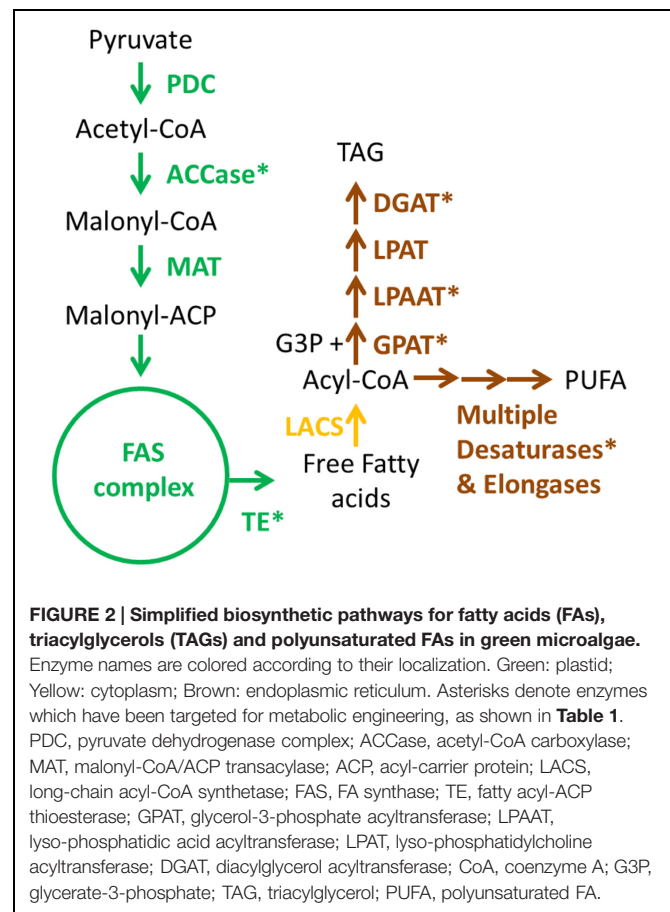 Pyruvate
PDC
Acetyl-CoA
ACCase*
Malonyl-CoA
MAT
Malonyl-ACP
FAS
complex
TE*
TAG
DGAT*
LPAT
LPAAT*
G3P + GPAT*
Acyl-CoA
PUFA
LACS
Free Fatty
acids
Multiple
Desaturases*
& Elongases
FIGURE 2 | Simplified biosynthetic pathways for fatty acids (FAs),
triacylglycerols (TAGs) and polyunsaturated FAs in green microalgae.
Enzyme names are colored according to their localization. Green: plastid;
Yellow: cytoplasm; Brown: endoplasmic reticulum. Asterisks denote enzymes
which have been targeted for metabolic engineering, as shown in Table 1.
PDC, pyruvate dehydrogenase complex; ACCase, acetyl-CoA carboxylase;
MAT, malonyl-CoA/ACP transacylase; ACP, acyl-carrier protein; LACS,
long-chain acyl-CoA synthetase; FAS, FA synthase; TE, fatty acyl-ACP
thioesterase; GPAT, glycerol-3-phosphate acyltransferase; LPAAT,
lyso-phosphatidic acid acyltransferase; LPAT, lyso-phosphatidylcholine
acyltransferase; DGAT, diacylglycerol acyltransferase; CoA, coenzyme A; G3P,
glycerate-3-phosphate; TAG, triacylglycerol; PUFA, polyunsaturated FA.